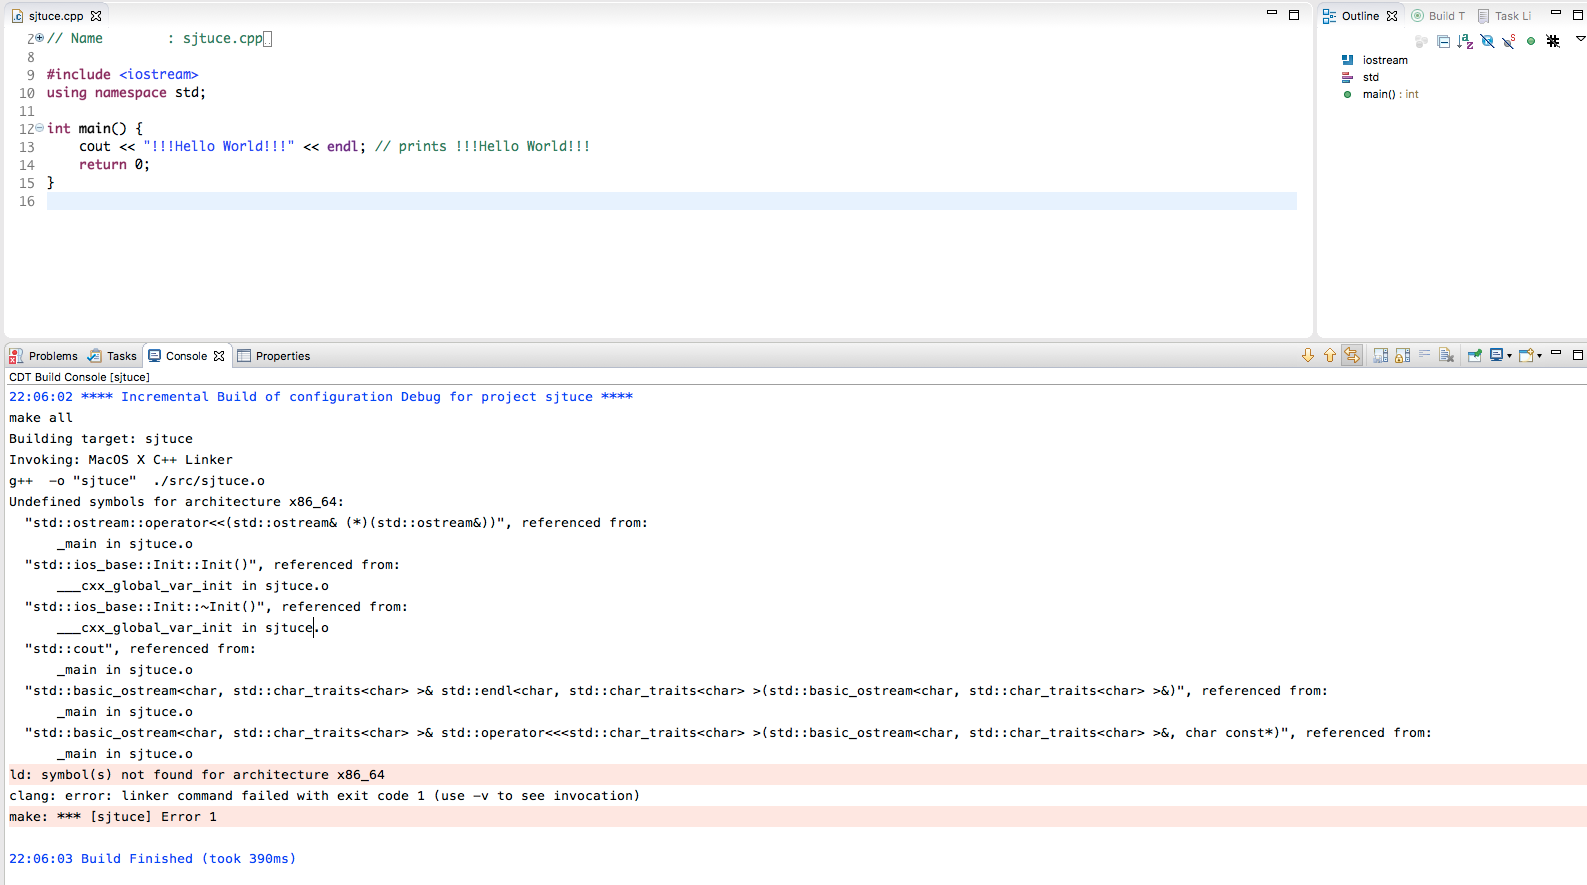 sjtuce.cpp
2 // Name        : sjtuce.cpp
8
9 #include <iostream>
10 using namespace std;
11
12 int main() {
13     cout << "!!!Hello World!!!" << endl; // prints !!!Hello World!!!
14     return 0;
15 }
16
Outline Build T Task Li
iostream
std
main() : int
Problems Tasks Console Properties
CDT Build Console [sjtuce]
22:06:02 **** Incremental Build of configuration Debug for project sjtuce ****
make all
Building target: sjtuce
Invoking: MacOS X C++ Linker
g++  -o "sjtuce"  ./src/sjtuce.o
Undefined symbols for architecture x86_64:
  "std::ostream::operator<<(std::ostream& (*)(std::ostream&))", referenced from:
      _main in sjtuce.o
  "std::ios_base::Init::Init()", referenced from:
      ___cxx_global_var_init in sjtuce.o
  "std::ios_base::Init::~Init()", referenced from:
      ___cxx_global_var_init in sjtuce.o
  "std::cout", referenced from:
      _main in sjtuce.o
  "std::basic_ostream<char, std::char_traits<char> >& std::endl<char, std::char_traits<char> >(std::basic_ostream<char, std::char_traits<char> >&)", referenced from:
      _main in sjtuce.o
  "std::basic_ostream<char, std::char_traits<char> >& std::operator<<<std::char_traits<char> >(std::basic_ostream<char, std::char_traits<char> >&, char const*)", referenced from:
      _main in sjtuce.o
ld: symbol(s) not found for architecture x86_64
clang: error: linker command failed with exit code 1 (use -v to see invocation)
make: *** [sjtuce] Error 1
22:06:03 Build Finished (took 390ms)